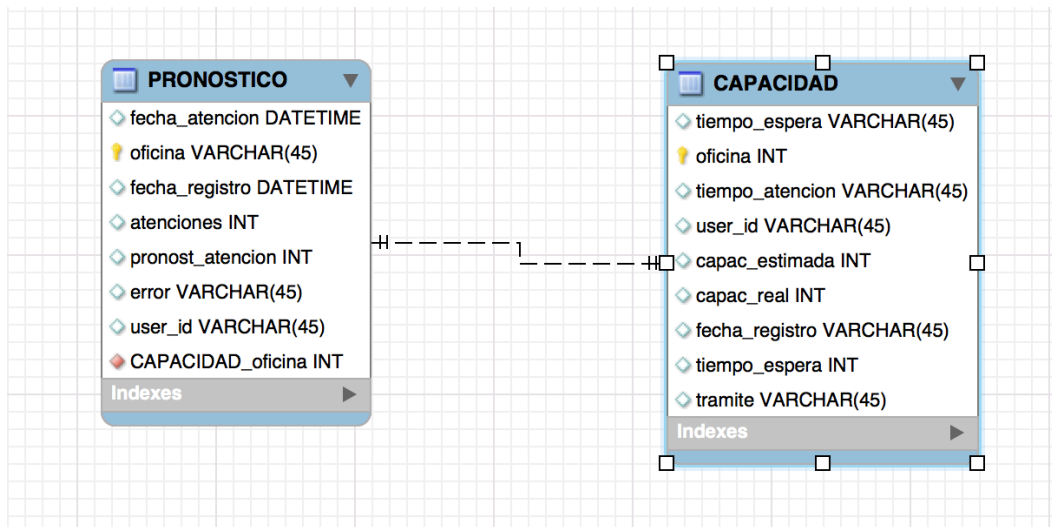 PRONOSTICO
fecha_atencion DATETIME
oficina VARCHAR(45)
fecha_registro DATETIME
atenciones INT
pronost_atencion INT
error VARCHAR(45)
user_id VARCHAR(45)
CAPACIDAD_oficina INT
Indexes
CAPACIDAD
tiempo_espera VARCHAR(45)
oficina INT
tiempo_atencion VARCHAR(45)
user_id VARCHAR(45)
capac_estimada INT
capac_real INT
fecha_registro VARCHAR(45)
tiempo_espera INT
tramite VARCHAR(45)
Indexes